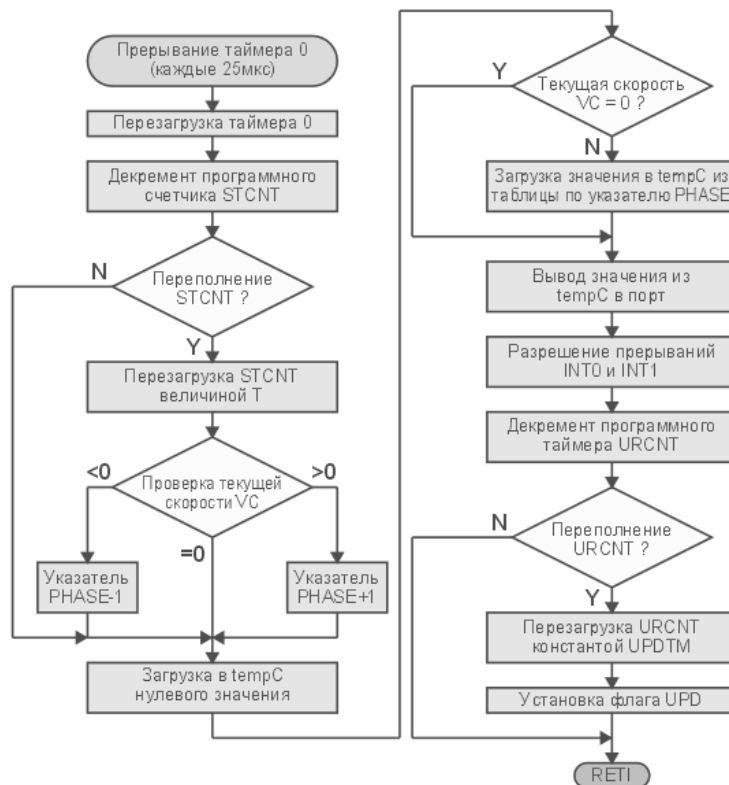 Прерывание таймера 0
(каждые 25мкс)
Перезагрузка таймера 0
Декремент программного
счетчика STCNT
N
Переполнение
STCNT ?
Y
Перезагрузка STCNT
величиной T
<0
Проверка текущей
скорости VC
>0
=0
Указатель
PHASE-1
Указатель
PHASE+1
Загрузка в tempC
нулевого значения
Y
Текущая скорость
VC = 0 ?
N
Загрузка значения в tempC из
таблицы по указателю PHASE
Вывод значения из
tempC в порт
Разрешение прерываний
INT0 и INT1
Декремент программного
таймера URCNT
N
Переполнение
URCNT ?
Y
Перезагрузка URCNT
константой UPDTM
Установка флага UPD
RETI